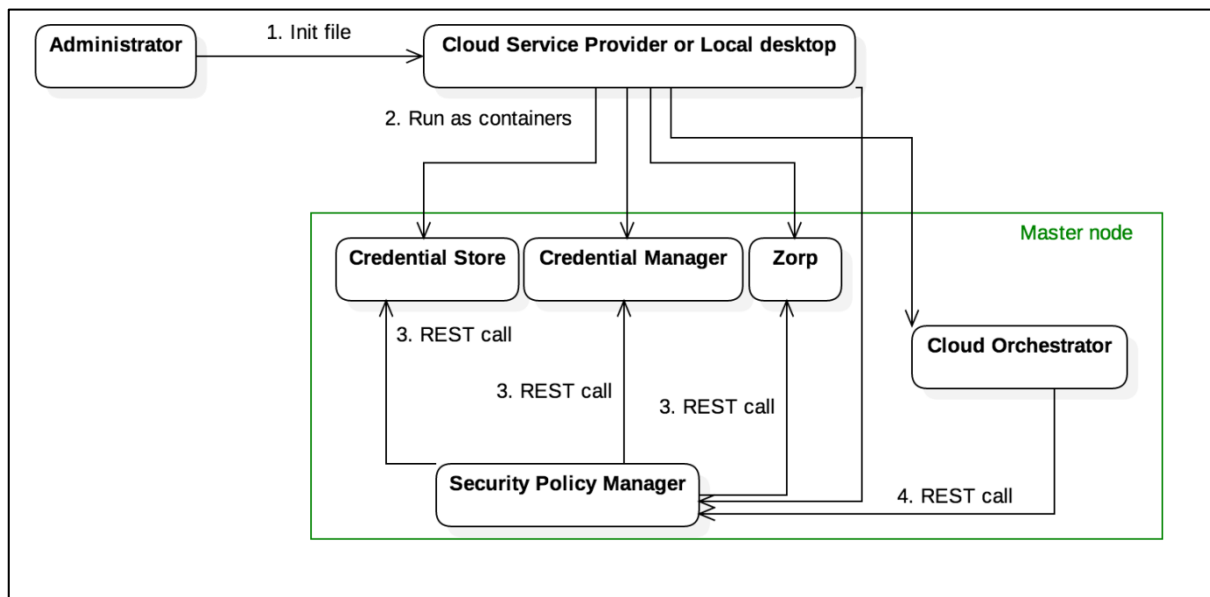 Administrator
1. Init file
Cloud Service Provider or Local desktop
2. Run as containers
Master node
Credential Store
Credential Manager
Zorp
3. REST call
Cloud Orchestrator
3. REST call
3. REST call
Security Policy Manager
4. REST call